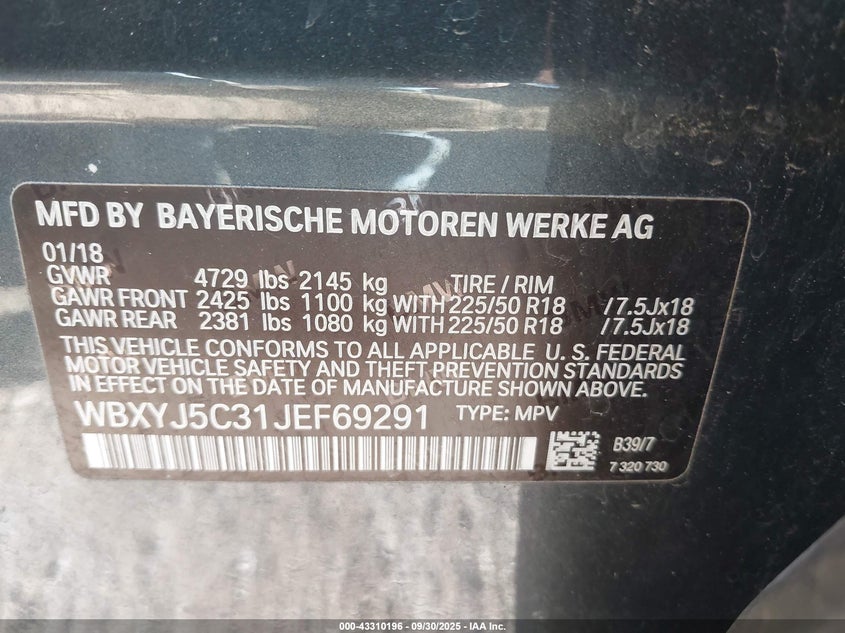 MFD BY BAYERISCHE MOTOREN WERKE AG
01/18
GVWR 4729 lbs 2145 kg TIRE / RIM
GAWR FRONT 2425 lbs 1100 kg WITH 225/50 R18 /7.5Jx18
GAWR REAR 2381 lbs 1080 kg WITH 225/50 R18 /7.5Jx18
THIS VEHICLE CONFORMS TO ALL APPLICABLE U. S. FEDERAL
MOTOR VEHICLE SAFETY AND THEFT PREVENTION STANDARDS
IN EFFECT ON THE DATE OF MANUFACTURE SHOWN ABOVE.
WBXYJ5C31JEF69291 TYPE: MPV
B39/7
7 320 730
000-43310196 - 09/30/2025 - IAA Inc.